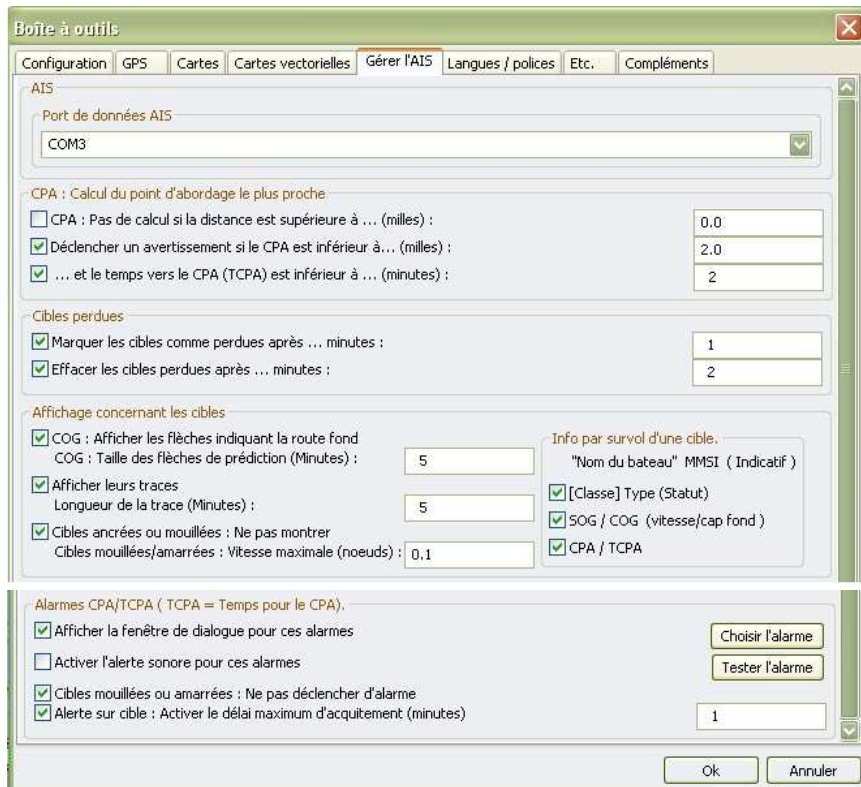 Boîte à outils
Configuration GPS Cartes Cartes vectorielles Gérer l'AIS Langues / polices Etc. Compléments
AIS
Port de données AIS
COM3
CPA : Calcul du point d'abordage le plus proche
CPA : Pas de calcul si la distance est supérieure à ... (milles) : 0.0
Déclencher un avertissement si le CPA est inférieur à... (milles) : 2.0
... et le temps vers le CPA (TCPA) est inférieur à ... (minutes) : 2
Cibles perdues
Marquer les cibles comme perdues après ... minutes : 1
Effacer les cibles perdues après ... minutes : 2
Affichage concernant les cibles
COG : Afficher les flèches indiquant la route fond
COG : Taille des flèches de prédiction (Minutes) : 5
Afficher leurs traces
Longueur de la trace (Minutes) : 5
Cibles ancrées ou mouillées : Ne pas montrer
Cibles mouillées/amarrées : Vitesse maximale (noeuds) : 0.1
Info par survol d'une cible.
"Nom du bateau" MMSI ( Indicatif )
[Classe] Type (Statut)
SOG / COG (vitesse/cap fond )
CPA / TCPA
Alarmes CPA/TCPA ( TCPA = Temps pour le CPA).
Afficher la fenêtre de dialogue pour ces alarmes
Choisir l'alarme
Activer l'alerte sonore pour ces alarmes
Tester l'alarme
Cibles mouillées ou amarrées : Ne pas déclencher d'alarme
Alerte sur cible : Activer le délai maximum d'acquitement (minutes) 1
Ok Annuler